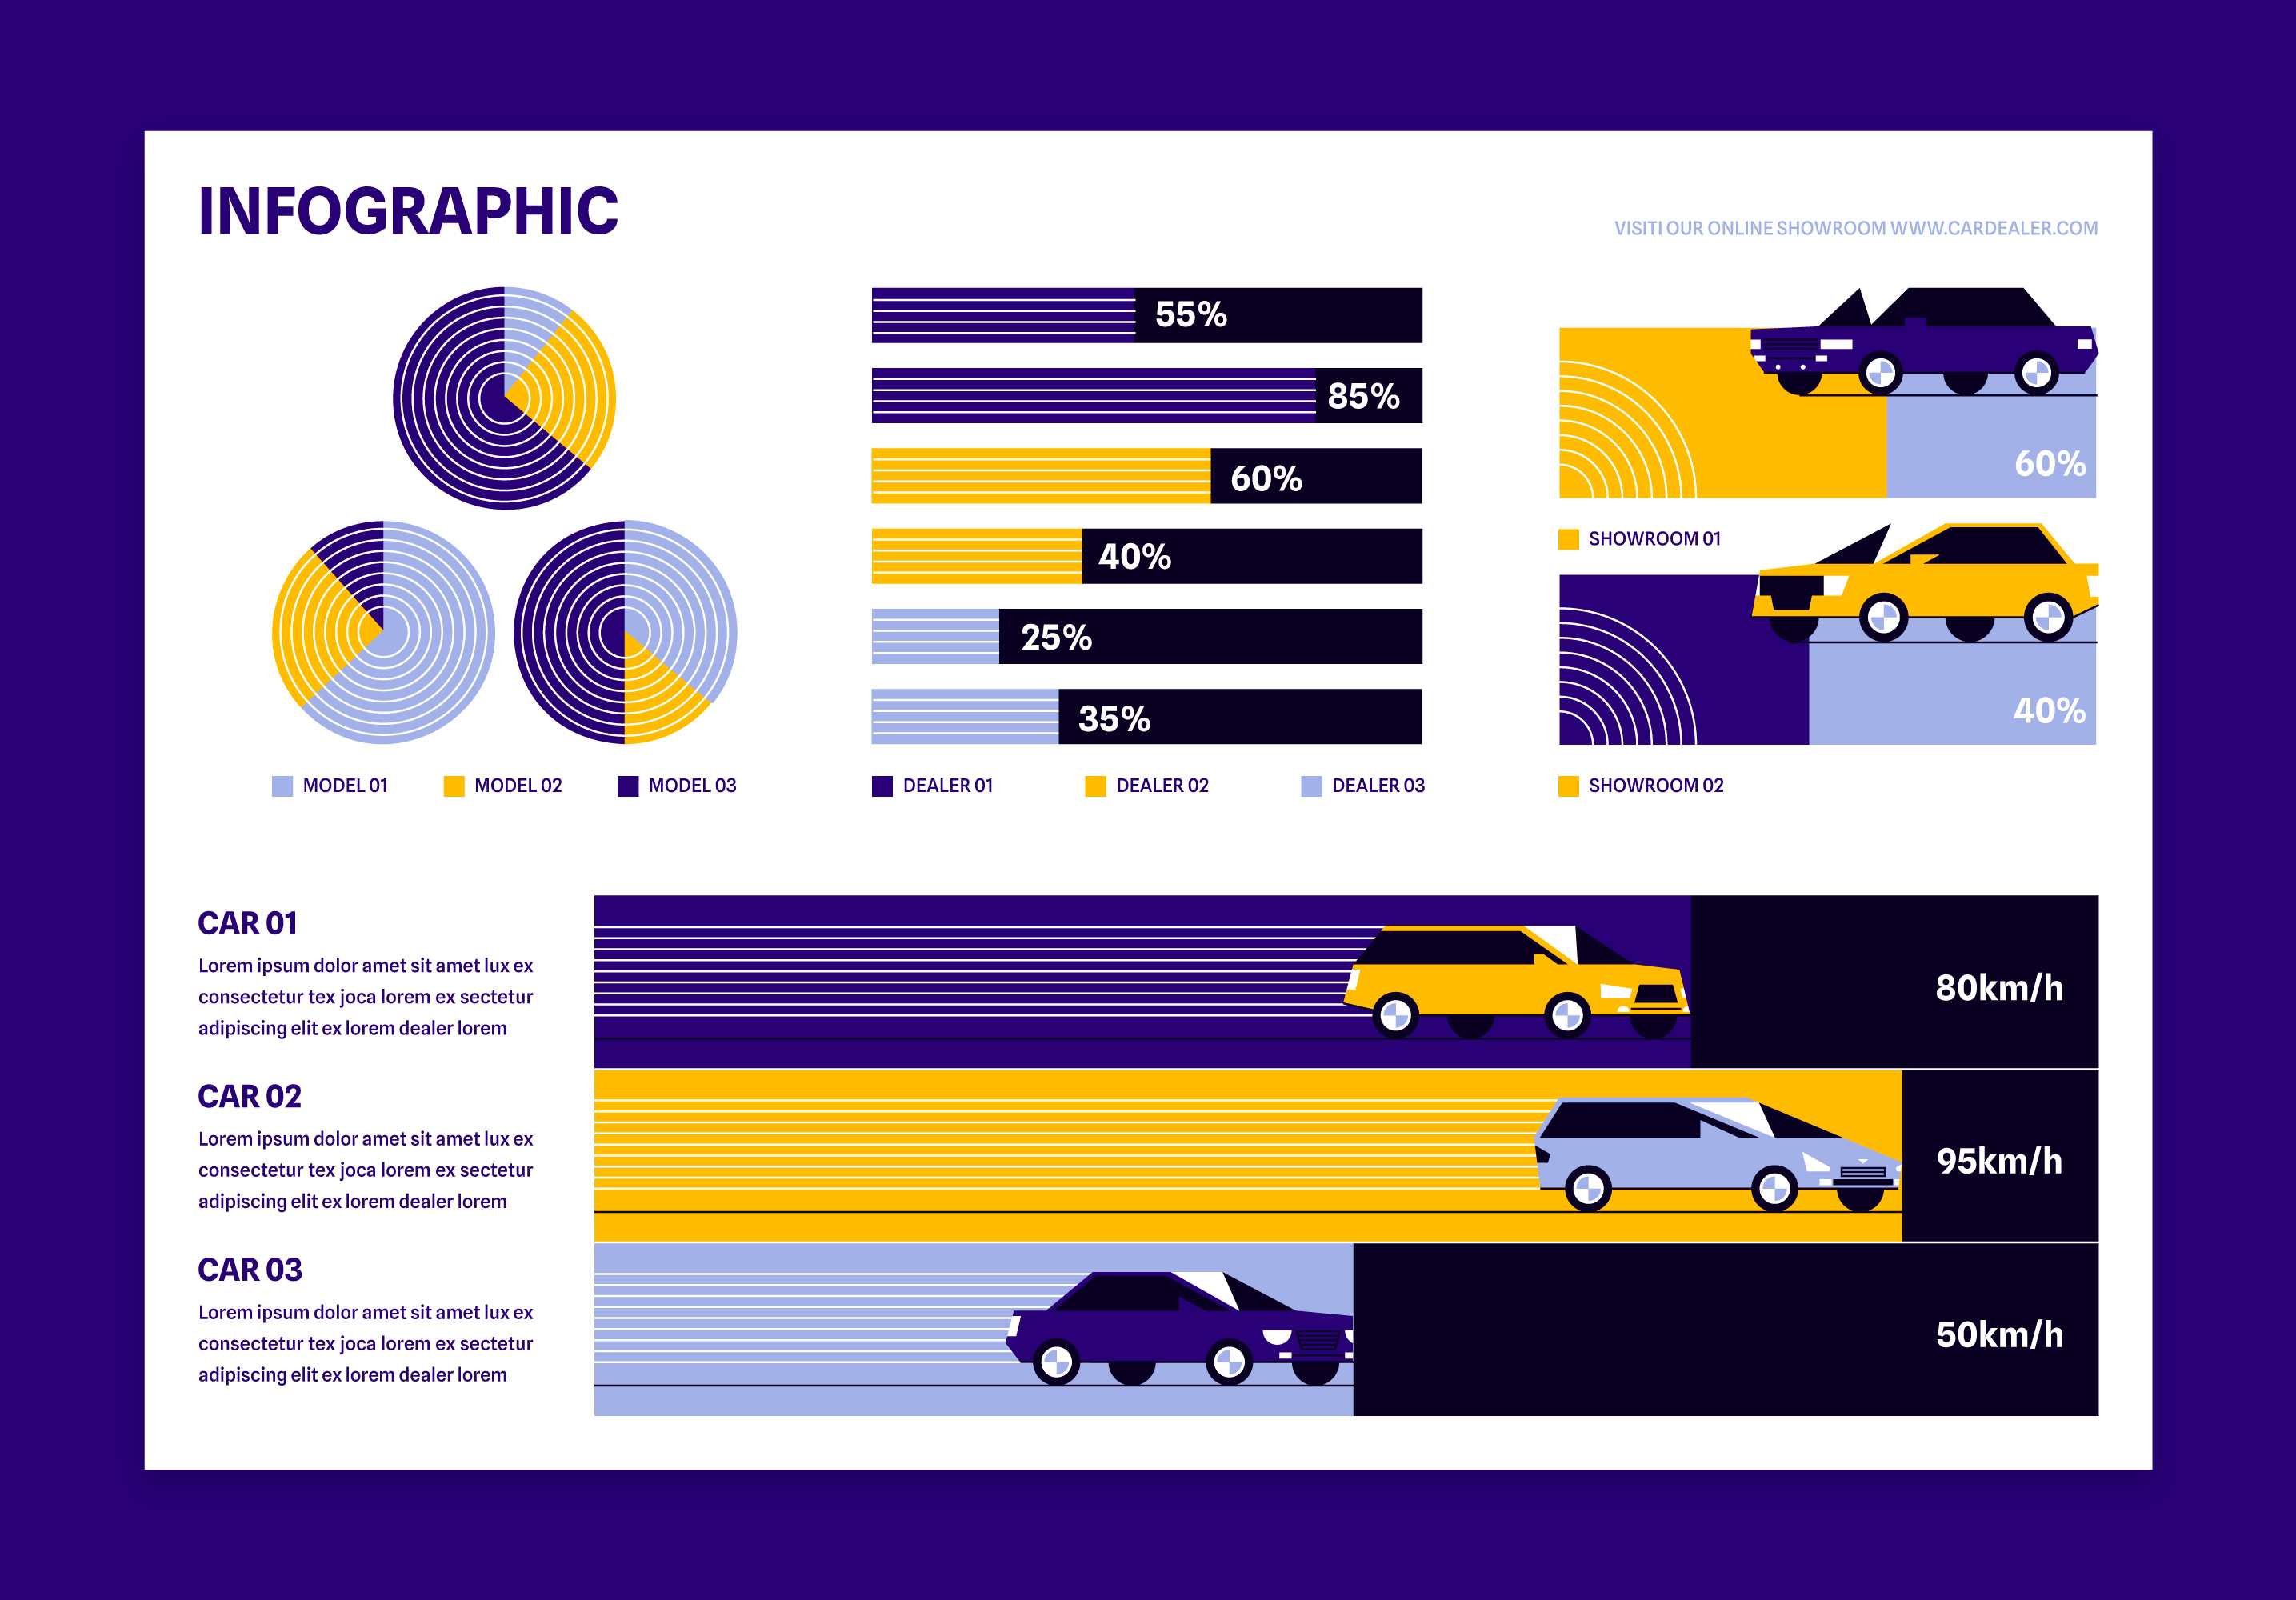 INFOGRAPHIC
VISITI OUR ONLINE SHOWROOM WWW.CARDEALER.COM
MODEL 01
MODEL 02
MODEL 03
55%
85%
60%
40%
25%
35%
DEALER 01
DEALER 02
DEALER 03
60%
SHOWROOM 01
40%
SHOWROOM 02
CAR 01
Lorem ipsum dolor amet sit amet lux ex
consectetur tex joca lorem ex sectetur
adipiscing elit ex lorem dealer lorem
80km/h
CAR 02
Lorem ipsum dolor amet sit amet lux ex
consectetur tex joca lorem ex sectetur
adipiscing elit ex lorem dealer lorem
95km/h
CAR 03
Lorem ipsum dolor amet sit amet lux ex
consectetur tex joca lorem ex sectetur
adipiscing elit ex lorem dealer lorem
50km/h